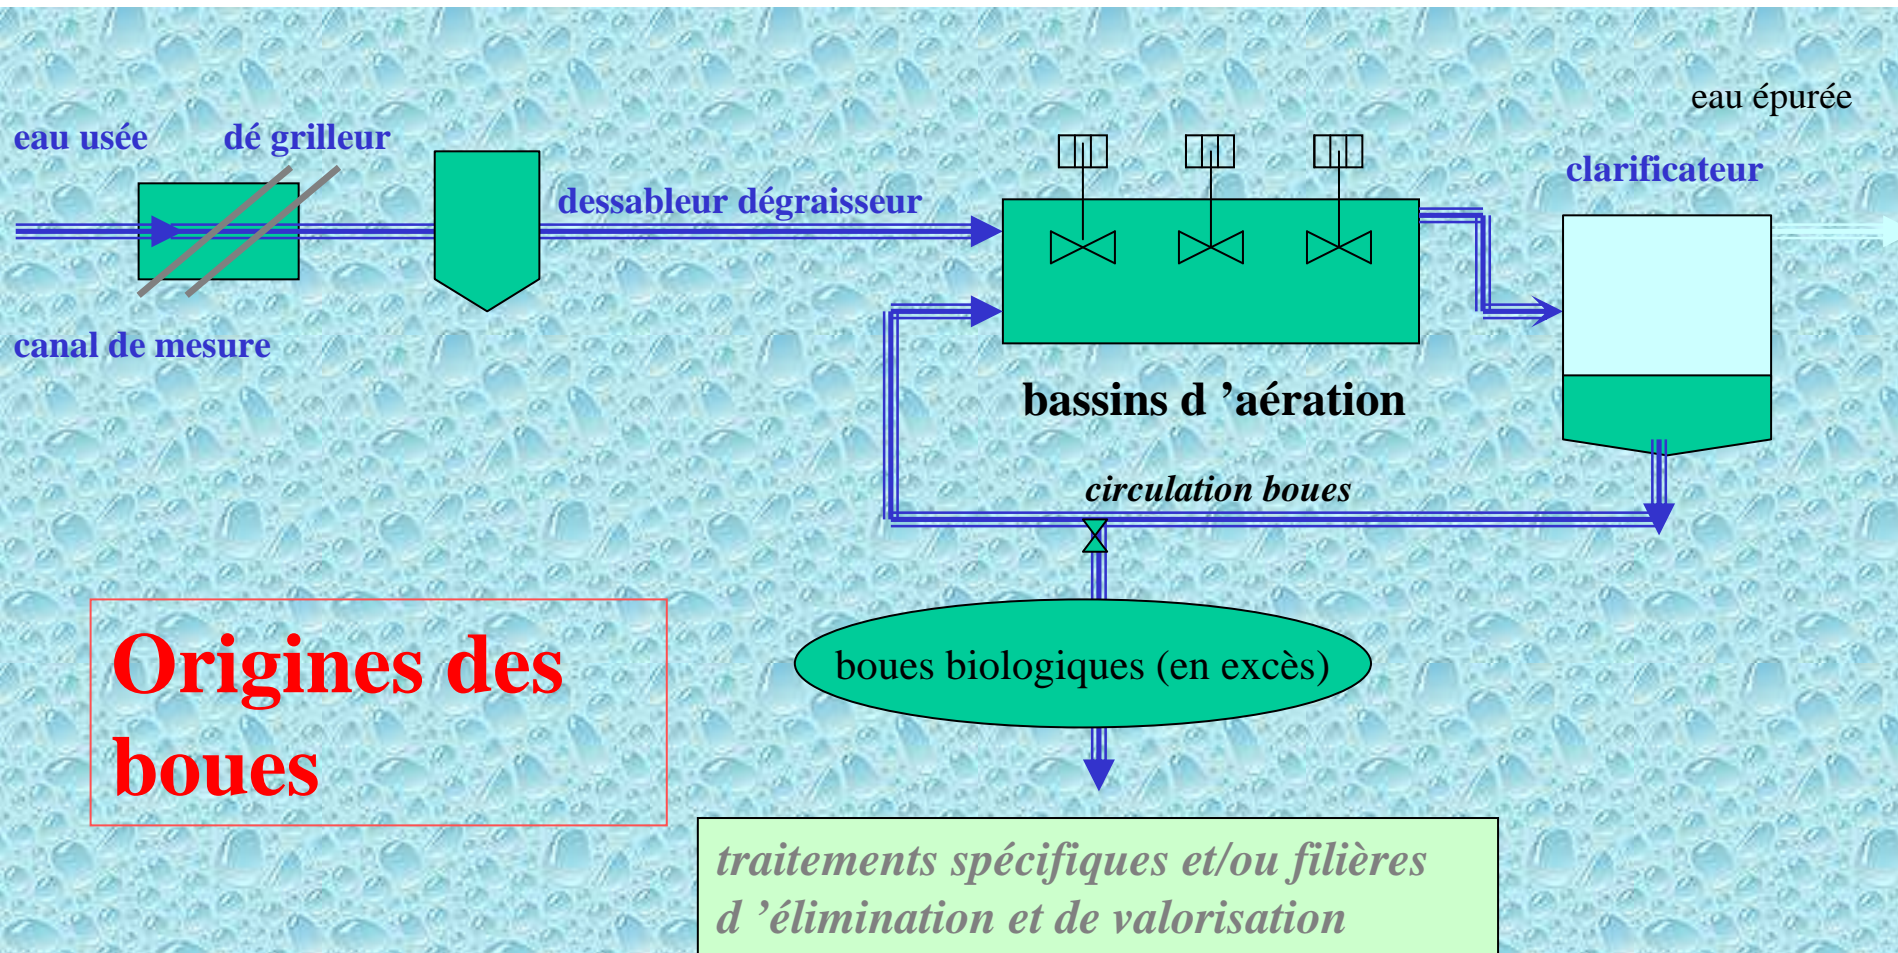 eau épurée
eau usée
dé grilleur
clarificateur
dessableur dégraisseur
canal de mesure
bassins d ’aération
circulation boues
Origines des
boues
boues biologiques (en excès)
traitements spécifiques et/ou filières
d ’élimination et de valorisation